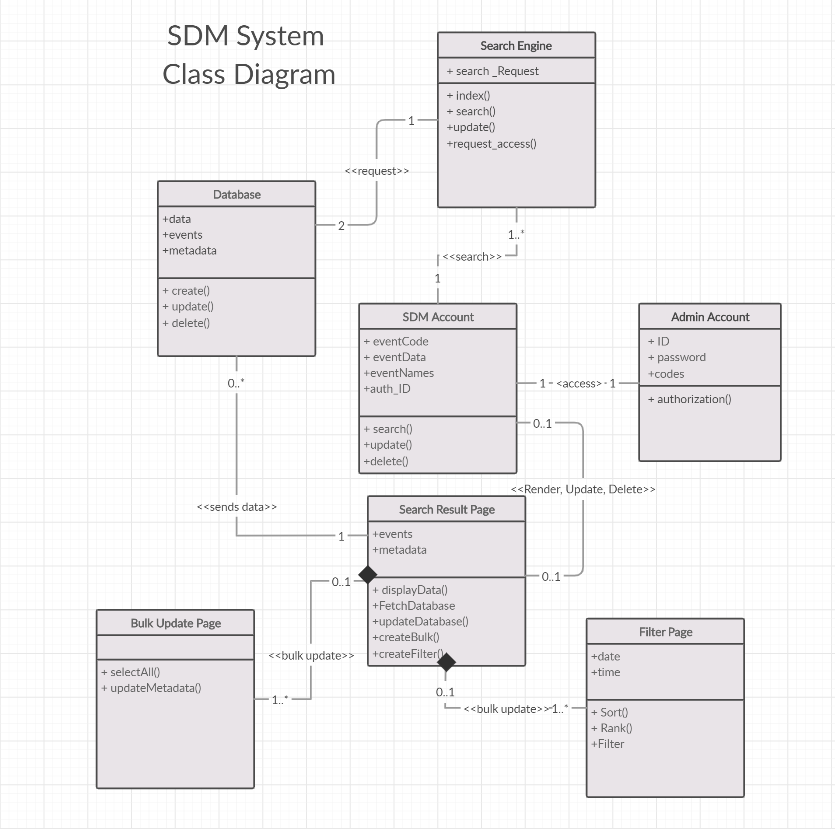 SDM System
Class Diagram
Search Engine
+ search _Request
+ index()
+ search()
+update()
+request_access()
1
<<request>>
2
Database
+data
+events
+metadata
+ create()
+ update()
+ delete()
1..*
<<search>>
1
SDM Account
+ eventCode
+ eventData
+eventNames
+auth_ID
+ search()
+update()
+delete()
1
<access>
1
Admin Account
+ ID
+ password
+codes
+ authorization()
0..*
<<sends data>>
1
0..1
<<Render, Update, Delete>>
0..1
Search Result Page
+events
+metadata
+ displayData()
+FetchDatabase
+updateDatabase()
+createBulk()
+createFilter()
0..1
<<bulk update>>
1..*
Bulk Update Page
+ selectAll()
+ updateMetadata()
0..1
<<bulk update>>
1..*
Filter Page
+date
+time
+ Sort()
+ Rank()
+Filter